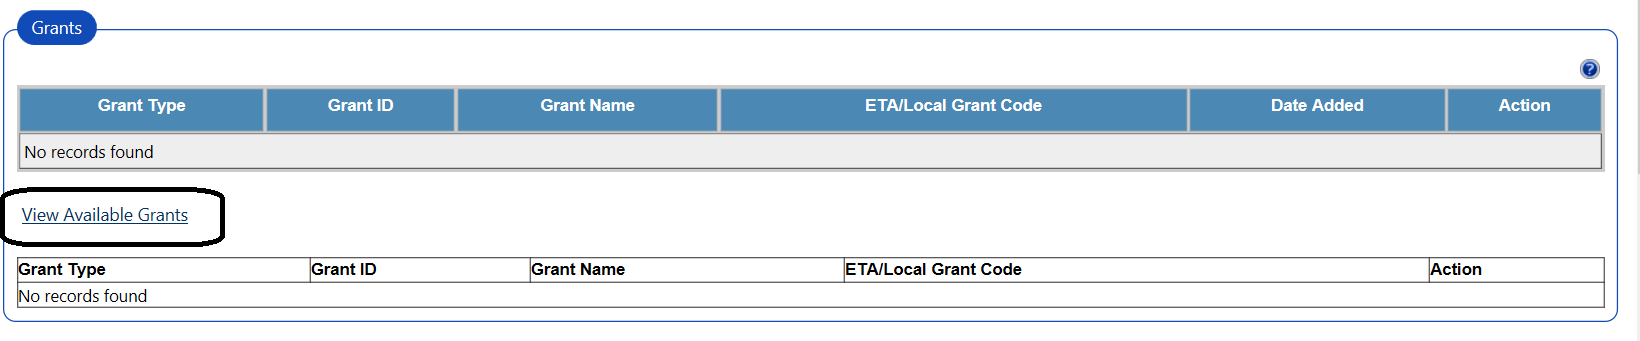 Grants
?
Grant Type Grant ID Grant Name ETA/Local Grant Code Date Added Action
No records found
View Available Grants
Grant Type Grant ID Grant Name ETA/Local Grant Code Action
No records found